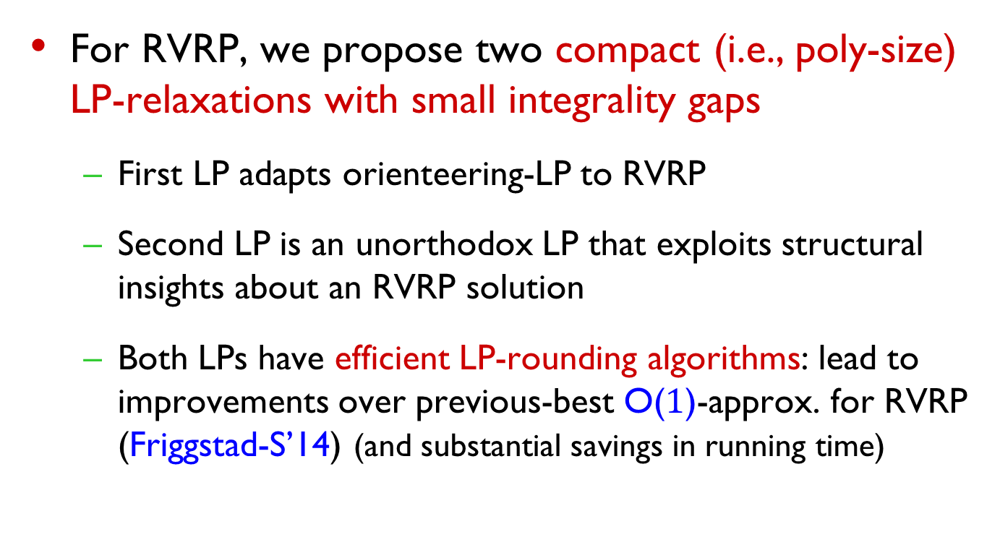 • For RVRP, we propose two compact (i.e., poly-size)
LP-relaxations with small integrality gaps
– First LP adapts orienteering-LP to RVRP
– Second LP is an unorthodox LP that exploits structural
insights about an RVRP solution
– Both LPs have efficient LP-rounding algorithms: lead to
improvements over previous-best O(1)-approx. for RVRP
(Friggstad-S’14) (and substantial savings in running time)